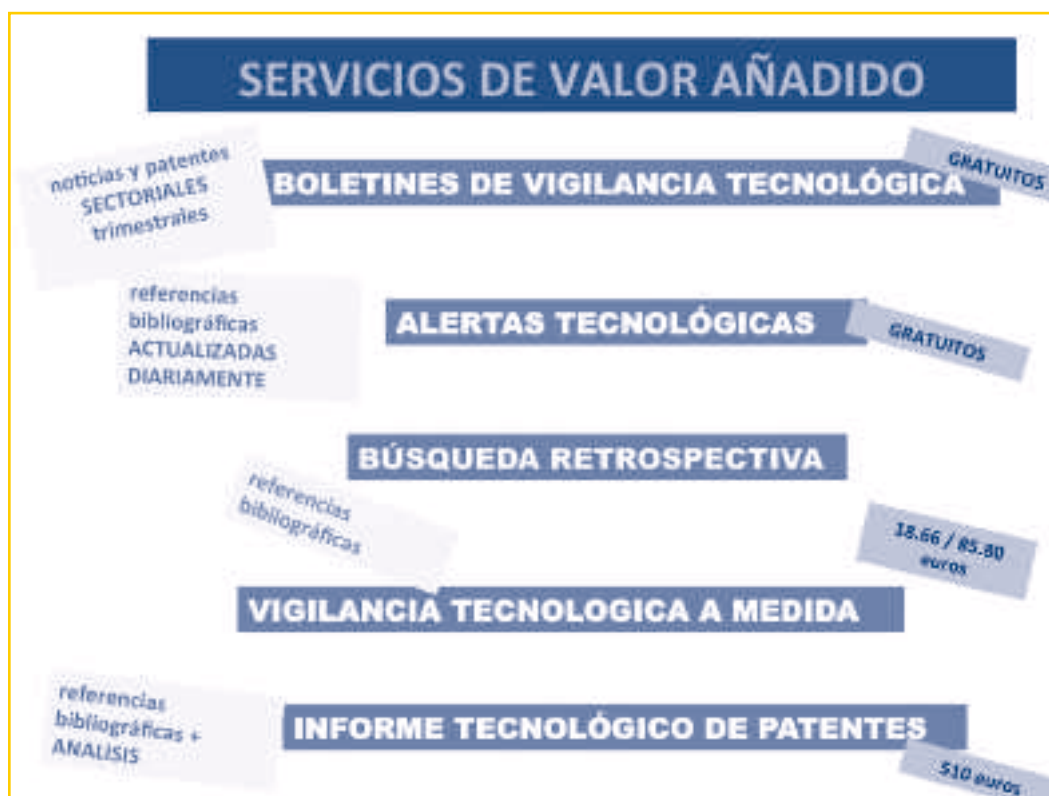 SERVICIOS DE VALOR AÑADIDO
noticias y patentes
SECTORIALES
trimestrales
BOLETINES DE VIGILANCIA TECNOLÓGICA
GRATUITOS
referencias
bibliográficas
ACTUALIZADAS
DIARIAMENTE
ALERTAS TECNOLÓGICAS
GRATUITOS
BÚSQUEDA RETROSPECTIVA
referencias
bibliográficas
18.66 / 85.80
euros
VIGILANCIA TECNOLOGICA A MEDIDA
referencias
bibliográficas +
ANALISIS
INFORME TECNOLÓGICO DE PATENTES
510 euros